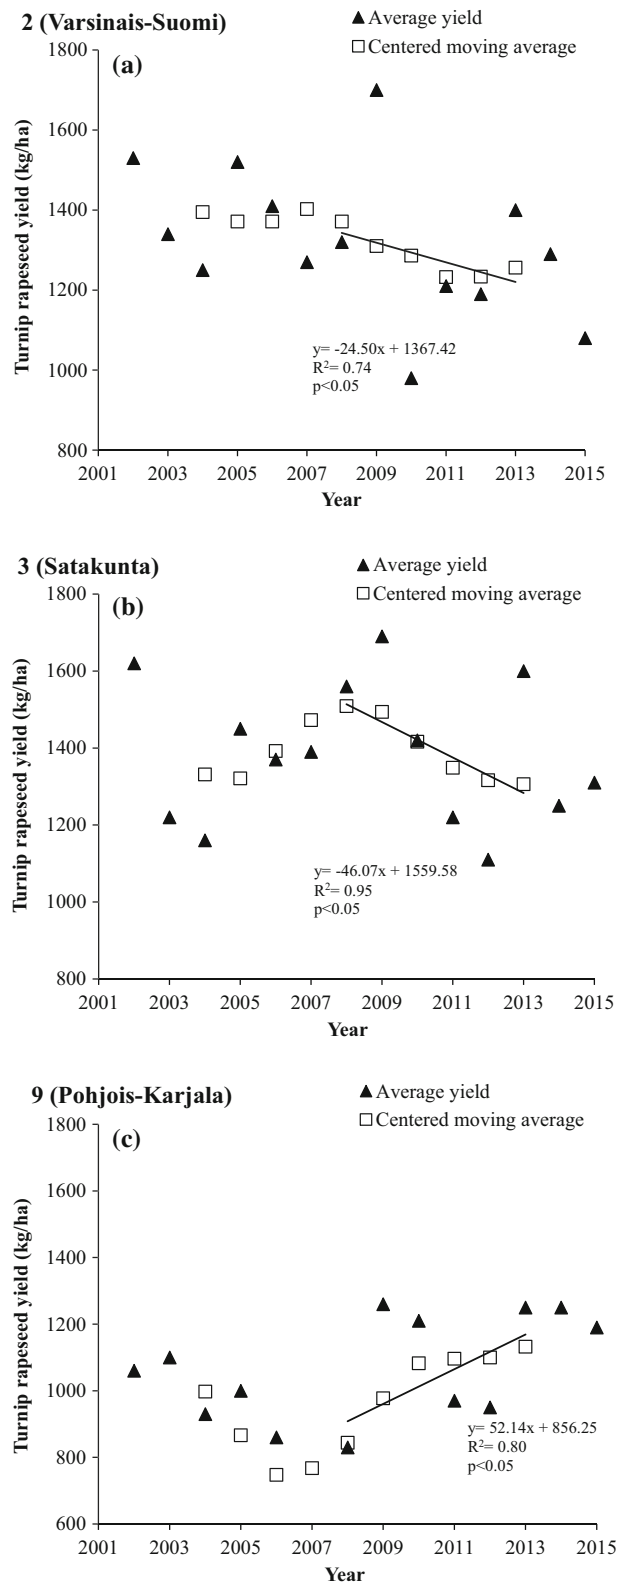 2 (Varsinais-Suomi)
▲ Average yield
□ Centered moving average
(a)
1800
1600
1400
1200
1000
800
Turnip rapeseed yield (kg/ha)
y= -24.50x + 1367.42
R²= 0.74
p<0.05
2001 2003 2005 2007 2009 2011 2013 2015
Year
3 (Satakunta)
▲ Average yield
□ Centered moving average
(b)
1800
1600
1400
1200
1000
800
Turnip rapeseed yield (kg/ha)
y= -46.07x + 1559.58
R²= 0.95
p<0.05
2001 2003 2005 2007 2009 2011 2013 2015
Year
9 (Pohjois-Karjala)
▲ Average yield
□ Centered moving average
(c)
1800
1600
1400
1200
1000
800
600
Turnip rapeseed yield (kg/ha)
y= 52.14x + 856.25
R²= 0.80
p<0.05
2001 2003 2005 2007 2009 2011 2013 2015
Year